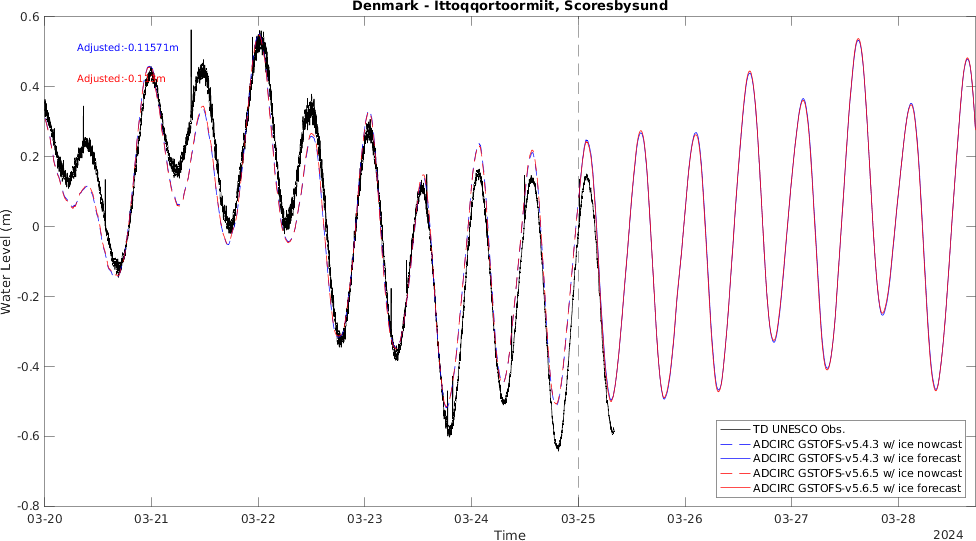 Denmark - Ittoqqortoormiit, Scoresbysund
0.6
Adjusted:-0.11571m
Adjusted:-0.1 m
0.4
0.2
0
-0.2
-0.4
-0.6
-0.8
Water Level (m)
TD UNESCO Obs.
ADCIRC GSTOFS-v5.4.3 w/ ice nowcast
ADCIRC GSTOFS-v5.4.3 w/ ice forecast
ADCIRC GSTOFS-v5.6.5 w/ ice nowcast
ADCIRC GSTOFS-v5.6.5 w/ ice forecast
03-20 03-21 03-22 03-23 03-24 03-25 03-26 03-27 03-28
Time
2024